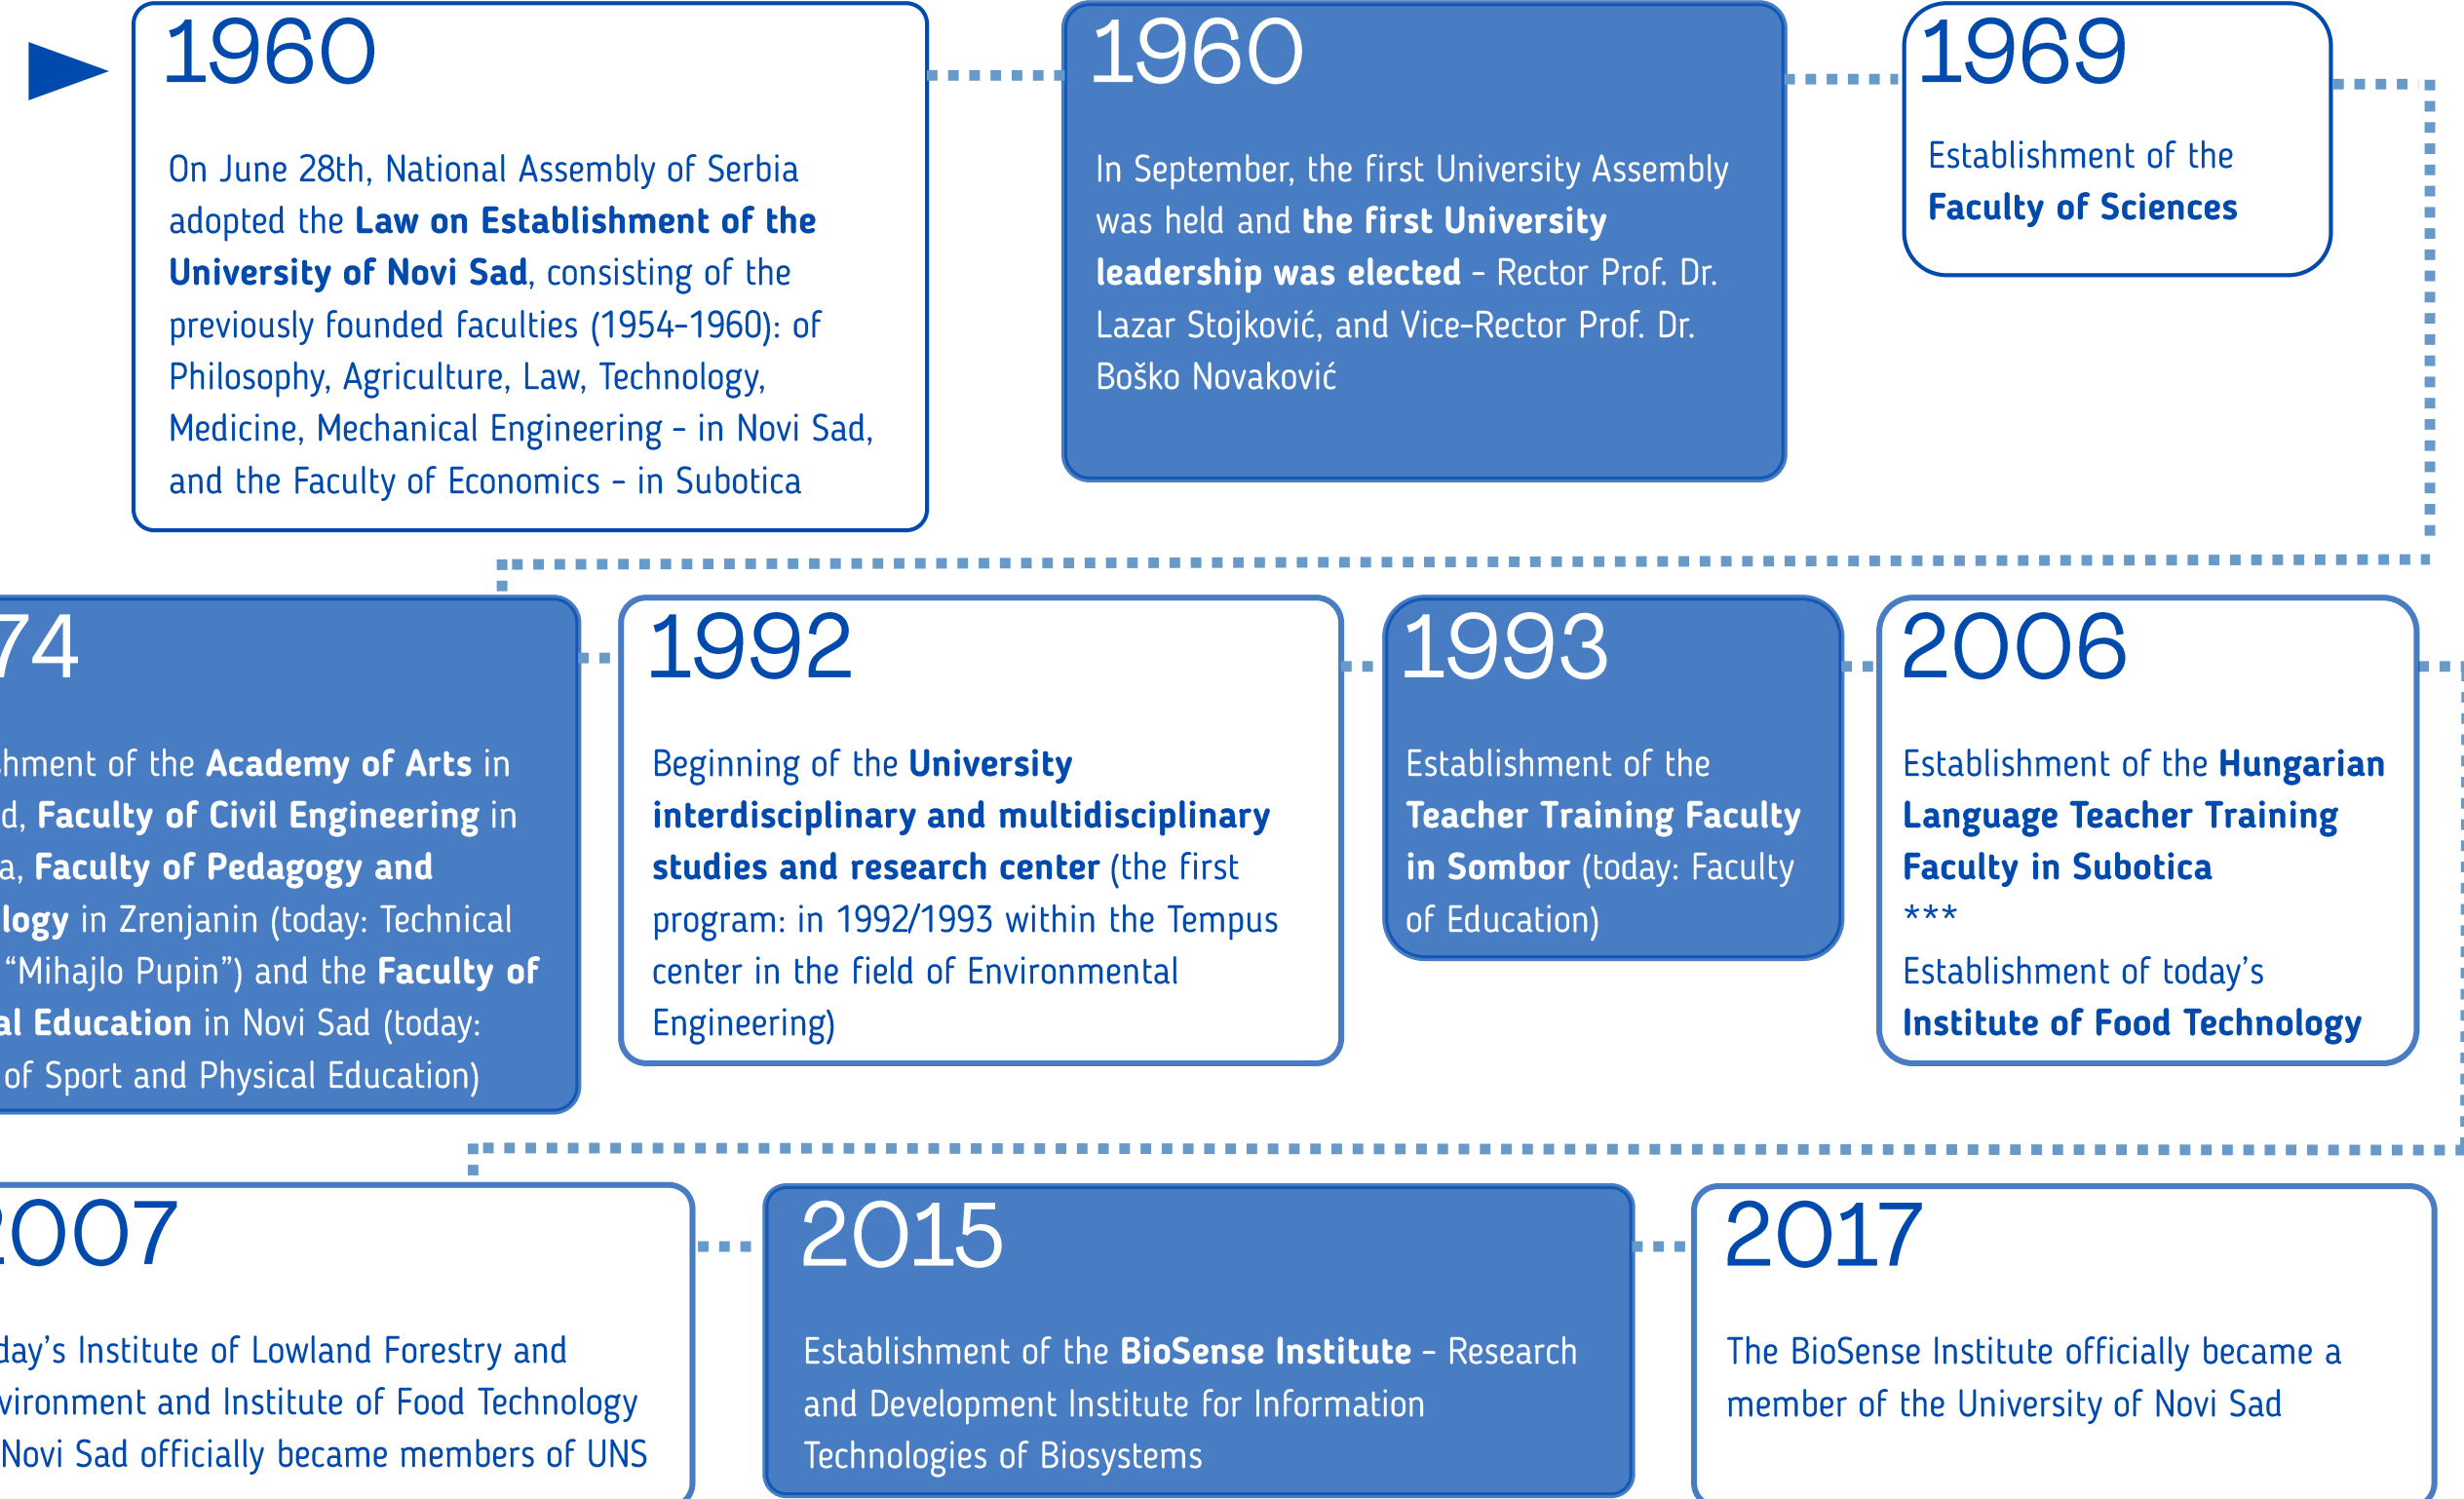 1960
On June 28th, National Assembly of Serbia
adopted the Law on Establishment of the
University of Novi Sad, consisting of the
previously founded faculties (1954-1960): of
Philosophy, Agriculture, Law, Technology,
Medicine, Mechanical Engineering - in Novi Sad,
and the Faculty of Economics - in Subotica
1960
In September, the first University Assembly
was held and the first University
leadership was elected - Rector Prof. Dr.
Lazar Stojković, and Vice-Rector Prof. Dr.
Boško Novaković
1969
Establishment of the
Faculty of Sciences
74
hment of the Academy of Arts in
d, Faculty of Civil Engineering in
a, Faculty of Pedagogy and
logy in Zrenjanin (today: Technical
“Mihajlo Pupin”) and the Faculty of
al Education in Novi Sad (today:
of Sport and Physical Education)
1992
Beginning of the University
interdisciplinary and multidisciplinary
studies and research center (the first
program: in 1992/1993 within the Tempus
center in the field of Environmental
Engineering)
1993
Establishment of the
Teacher Training Faculty
in Sombor (today: Faculty
of Education)
2006
Establishment of the Hungarian
Language Teacher Training
Faculty in Subotica
***
Establishment of today’s
Institute of Food Technology
2007
day’s Institute of Lowland Forestry and
vironment and Institute of Food Technology
Novi Sad officially became members of UNS
2015
Establishment of the BioSense Institute - Research
and Development Institute for Information
Technologies of Biosystems
2017
The BioSense Institute officially became a
member of the University of Novi Sad